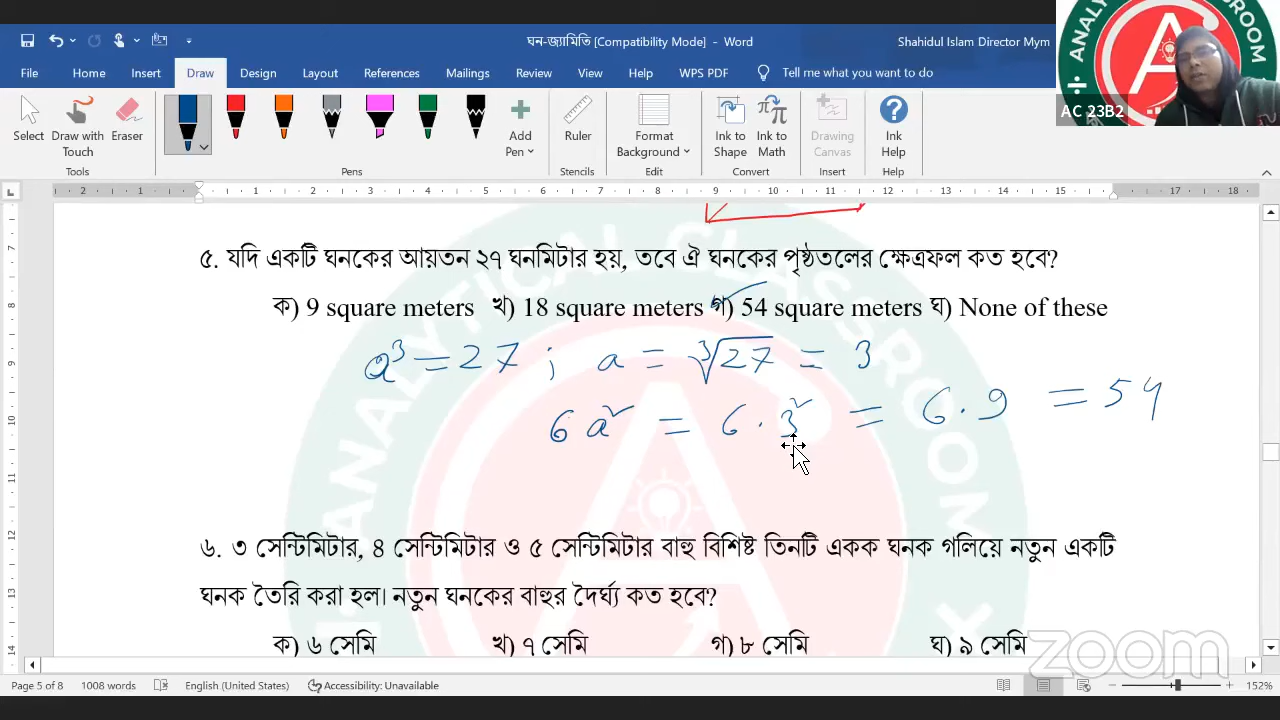 ঘন-জ্যামিতি [Compatibility Mode] - Word
Shahidul Islam Director Mym
File Home Insert Draw Design Layout References Mailings Review View Help WPS PDF Tell me what you want to do
Select
Draw with Touch
Eraser
Add Pen
Ruler
Format Background
Ink to Shape
Ink to Math
Drawing Canvas
Ink Help
Tools Pens Stencils Edit Convert Insert Help
ANALYTICAL CLASSROOM
AC 23B2
৫. যদি একটি ঘনকের আয়তন ২৭ ঘনমিটার হয়, তবে ঐ ঘনকের পৃষ্ঠতলের ক্ষেত্রফল কত হবে?
ক) 9 square meters খ) 18 square meters গ) 54 square meters ঘ) None of these
a³ = 27 ; a = ∛27 = 3
6a² = 6 · 3² = 6 · 9 = 54
৬. ৩ সেন্টিমিটার, ৪ সেন্টিমিটার ও ৫ সেন্টিমিটার বাহু বিশিষ্ট তিনটি একক ঘনক গলিয়ে নতুন একটি
ঘনক তৈরি করা হল। নতুন ঘনকের বাহুর দৈর্ঘ্য কত হবে?
ক) ৬ সেমি খ) ৭ সেমি গ) ৮ সেমি ঘ) ৯ সেমি
zoom
Page 5 of 8 1008 words English (United States) Accessibility: Unavailable 152%